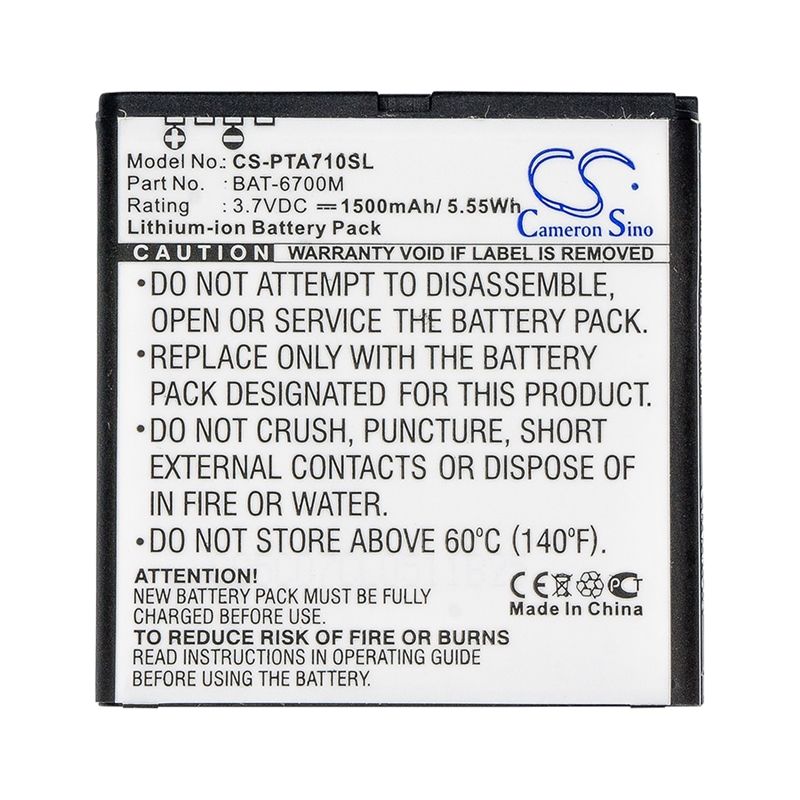 Model No.: CS-PTA710SL
Part No. : BAT-6700M
Rating : 3.7VDC ⎓ 1500mAh/ 5.55Wh
Lithium-ion Battery Pack
CS
Cameron Sino
CAUTION WARRANTY VOID IF LABEL IS REMOVED
•DO NOT ATTEMPT TO DISASSEMBLE,
OPEN OR SERVICE THE BATTERY PACK.
•REPLACE ONLY WITH THE BATTERY
PACK DESIGNATED FOR THIS PRODUCT.
•DO NOT CRUSH, PUNCTURE, SHORT
EXTERNAL CONTACTS OR DISPOSE OF
IN FIRE OR WATER.
•DO NOT STORE ABOVE 60°C (140°F).
ATTENTION!
NEW BATTERY PACK MUST BE FULLY
CHARGED BEFORE USE.
TO REDUCE RISK OF FIRE OR BURNS
READ INSTRUCTIONS IN OPERATING GUIDE
BEFORE USING THE BATTERY.
CE
Made In China